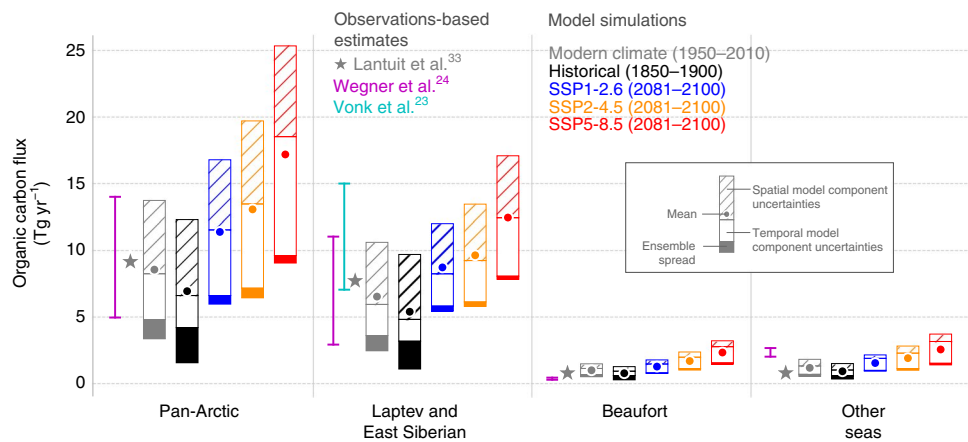 Observations-based
estimates
Lantuit et al.33
Wegner et al.24
Vonk et al.23
Model simulations
Modern climate (1950–2010)
Historical (1850–1900)
SSP1-2.6 (2081–2100)
SSP2-4.5 (2081–2100)
SSP5-8.5 (2081–2100)
Spatial model component
uncertainties
Mean
Temporal model
component uncertainties
Ensemble
spread
Organic carbon flux
(Tg yr−1)
25
20
15
10
5
0
Pan-Arctic
Laptev and
East Siberian
Beaufort
Other
seas